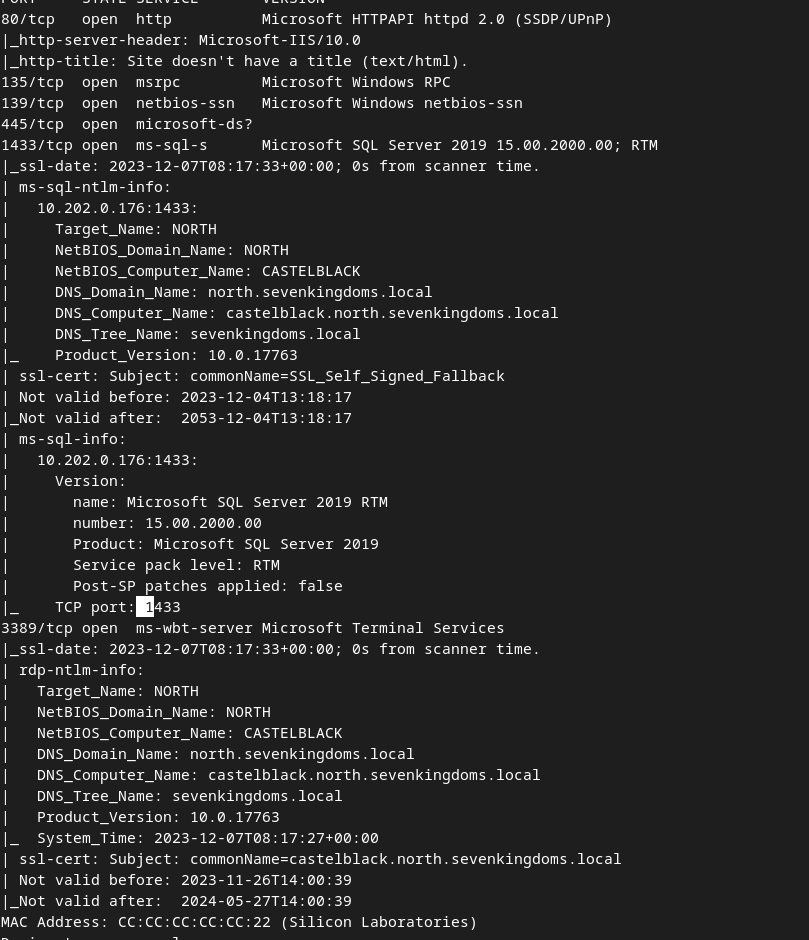 80/tcp   open  http          Microsoft HTTPAPI httpd 2.0 (SSDP/UPnP)
|_http-server-header: Microsoft-IIS/10.0
|_http-title: Site doesn't have a title (text/html).
135/tcp  open  msrpc         Microsoft Windows RPC
139/tcp  open  netbios-ssn   Microsoft Windows netbios-ssn
445/tcp  open  microsoft-ds?
1433/tcp open  ms-sql-s      Microsoft SQL Server 2019 15.00.2000.00; RTM
|_ssl-date: 2023-12-07T08:17:33+00:00; 0s from scanner time.
| ms-sql-ntlm-info:
|   10.202.0.176:1433:
|     Target_Name: NORTH
|     NetBIOS_Domain_Name: NORTH
|     NetBIOS_Computer_Name: CASTELBLACK
|     DNS_Domain_Name: north.sevenkingdoms.local
|     DNS_Computer_Name: castelblack.north.sevenkingdoms.local
|     DNS_Tree_Name: sevenkingdoms.local
|_    Product_Version: 10.0.17763
| ssl-cert: Subject: commonName=SSL_Self_Signed_Fallback
| Not valid before: 2023-12-04T13:18:17
|_Not valid after:  2053-12-04T13:18:17
| ms-sql-info:
|   10.202.0.176:1433:
|     Version:
|       name: Microsoft SQL Server 2019 RTM
|       number: 15.00.2000.00
|       Product: Microsoft SQL Server 2019
|       Service pack level: RTM
|       Post-SP patches applied: false
|_    TCP port: 1433
3389/tcp open  ms-wbt-server Microsoft Terminal Services
|_ssl-date: 2023-12-07T08:17:33+00:00; 0s from scanner time.
| rdp-ntlm-info:
|   Target_Name: NORTH
|   NetBIOS_Domain_Name: NORTH
|   NetBIOS_Computer_Name: CASTELBLACK
|   DNS_Domain_Name: north.sevenkingdoms.local
|   DNS_Computer_Name: castelblack.north.sevenkingdoms.local
|   DNS_Tree_Name: sevenkingdoms.local
|   Product_Version: 10.0.17763
|_  System_Time: 2023-12-07T08:17:27+00:00
| ssl-cert: Subject: commonName=castelblack.north.sevenkingdoms.local
| Not valid before: 2023-11-26T14:00:39
|_Not valid after:  2024-05-27T14:00:39
MAC Address: CC:CC:CC:CC:CC:22 (Silicon Laboratories)